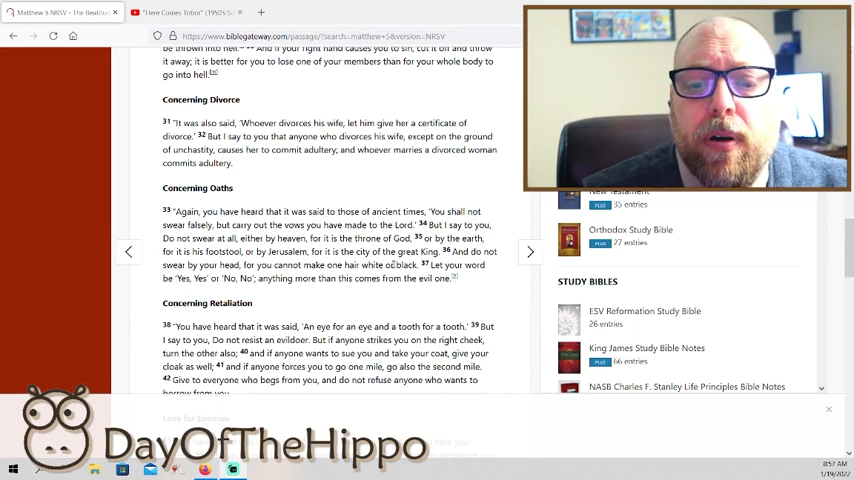 Matthew 5 NRSV - The Beatitud
"Here Comes Tobor" (1950's Sci
https://www.biblegateway.com/passage/?search=matthew+5&version=NRSV
be thrown into hell. And if your right hand causes you to sin, cut it off and throw
it away; it is better for you to lose one of your members than for your whole body to
go into hell.
Concerning Divorce
31 "It was also said, 'Whoever divorces his wife, let him give her a certificate of
divorce.' 32 But I say to you that anyone who divorces his wife, except on the ground
of unchastity, causes her to commit adultery; and whoever marries a divorced woman
commits adultery.
Concerning Oaths
33 "Again, you have heard that it was said to those of ancient times, 'You shall not
swear falsely, but carry out the vows you have made to the Lord.' 34 But I say to you,
Do not swear at all, either by heaven, for it is the throne of God, 35 or by the earth,
for it is his footstool, or by Jerusalem, for it is the city of the great King. 36 And do not
swear by your head, for you cannot make one hair white or black. 37 Let your word
be 'Yes, Yes' or 'No, No'; anything more than this comes from the evil one.
Concerning Retaliation
38 "You have heard that it was said, 'An eye for an eye and a tooth for a tooth.' 39 But
I say to you, Do not resist an evildoer. But if anyone strikes you on the right cheek,
turn the other also; 40 and if anyone wants to sue you and take your coat, give your
cloak as well; 41 and if anyone forces you to go one mile, go also the second mile.
42 Give to everyone who begs from you, and do not refuse anyone who wants to
borrow from you.
Love for Enemies
New Testament
PLUS 35 entries
Orthodox Study Bible
PLUS 27 entries
STUDY BIBLES
ESV Reformation Study Bible
26 entries
King James Study Bible Notes
PLUS 66 entries
NASB Charles F. Stanley Life Principles Bible Notes
DayOfTheHippo
8:57 AM
1/19/2022